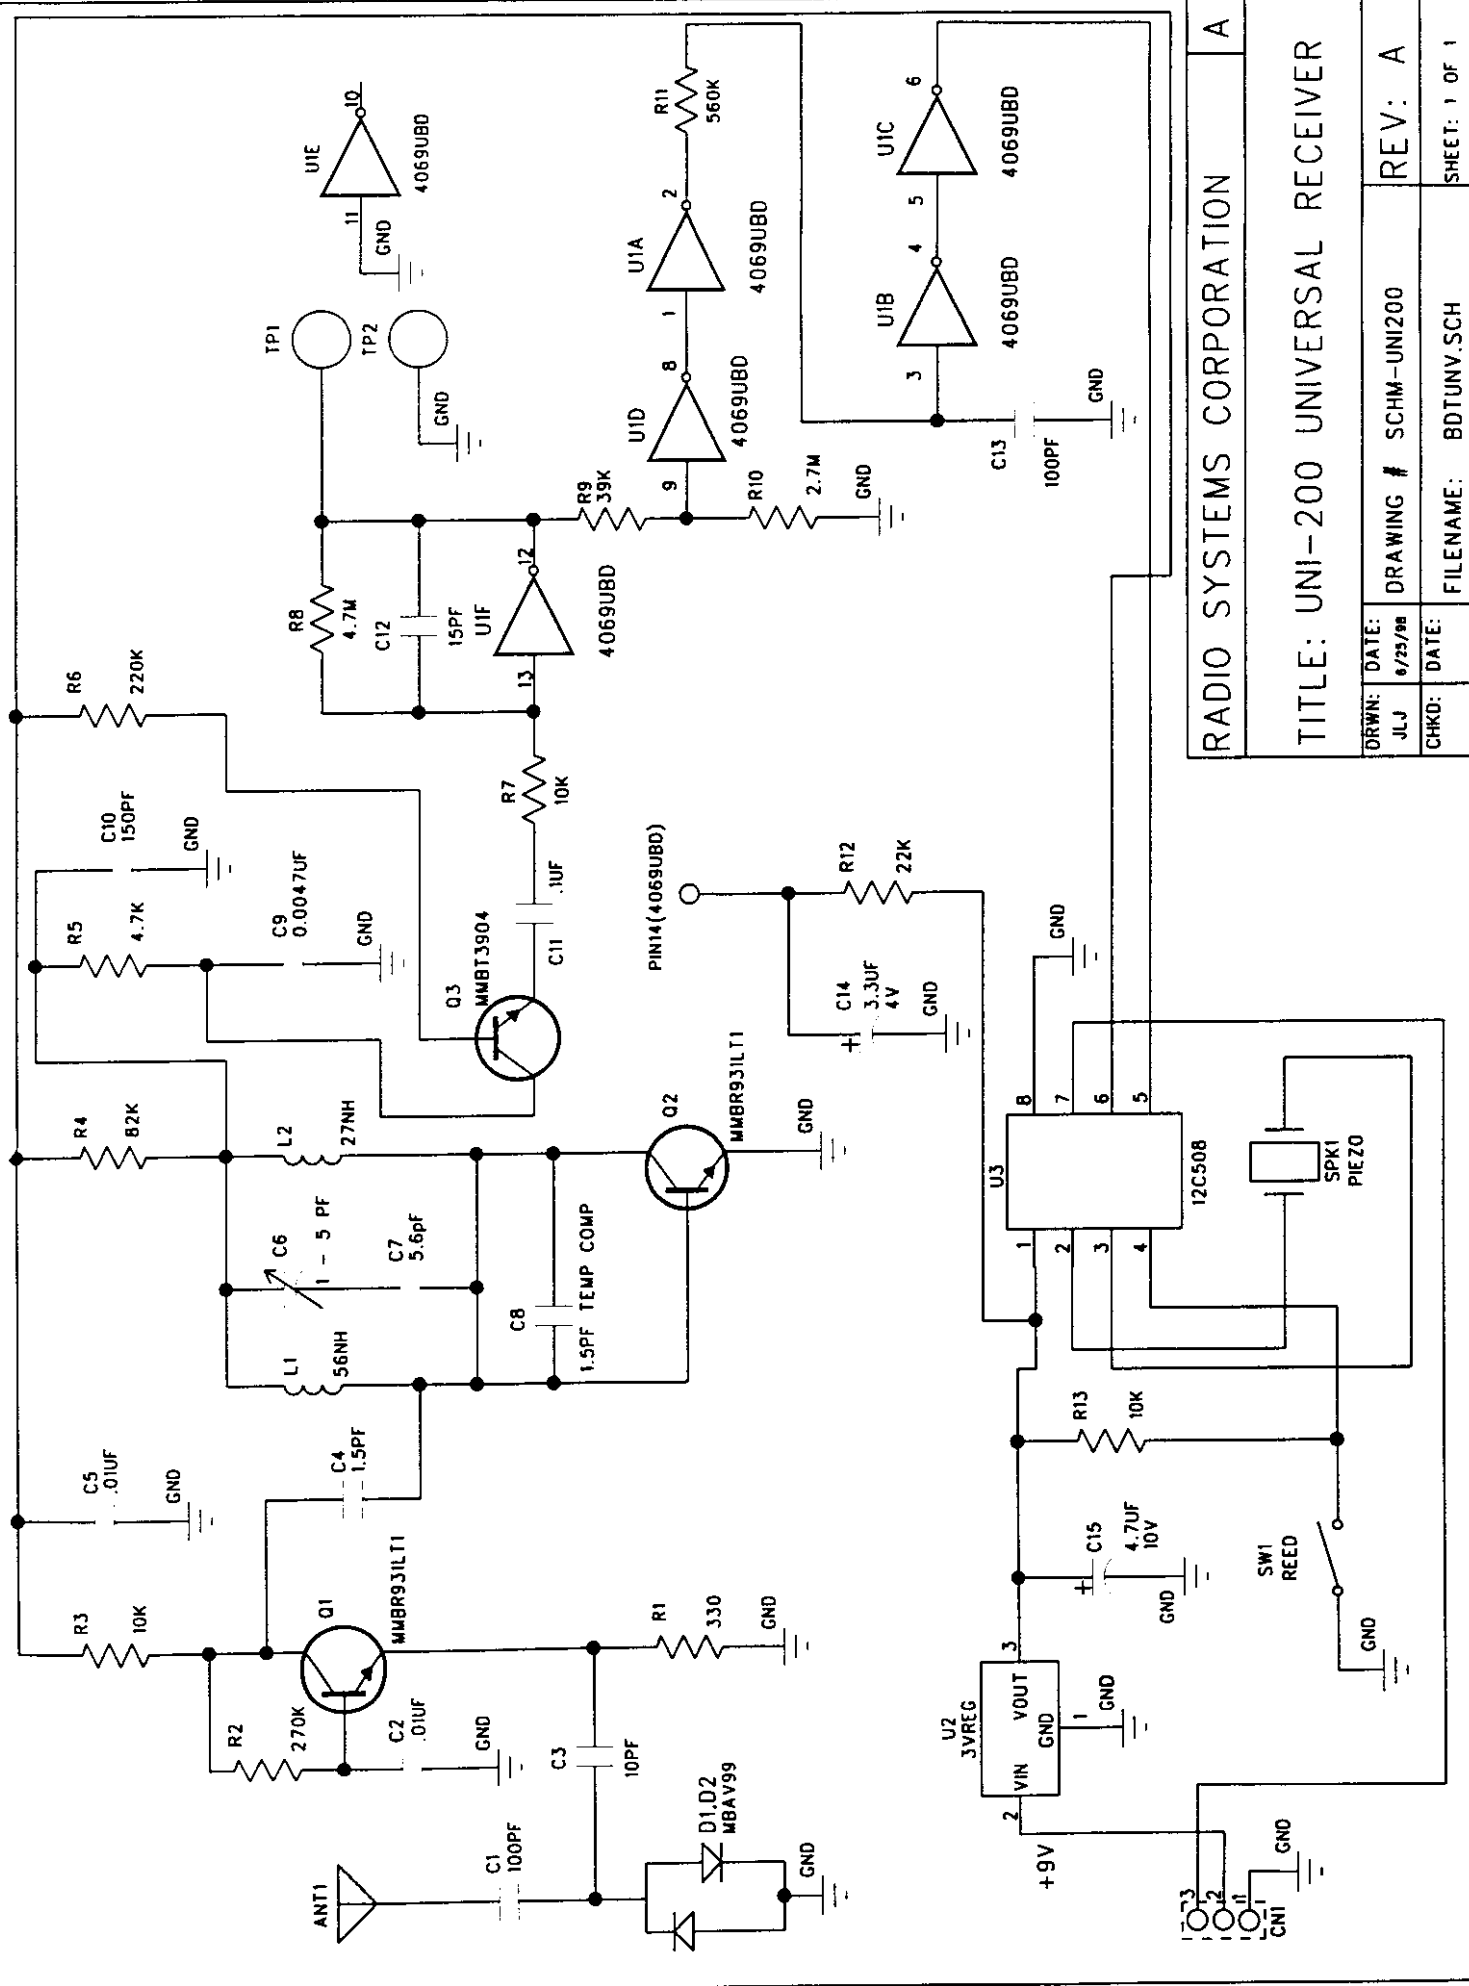 ANT1
C1
100PF
D1,D2
MBAV99
GND
C3
10PF
R2
270K
C2
.01UF
GND
R3
10K
Q1
MMBR931LT1
R1
330
GND
C5
.01UF
GND
C4
1.5PF
L1
56NH
C6
1 - 5 PF
C7
5.6pF
C8
1.5PF TEMP COMP
R4
82K
L2
27NH
Q2
MMBR931LT1
GND
R5
4.7K
C9
0.0047UF
GND
C10
150PF
GND
Q3
MMBT3904
C11
.1UF
R6
220K
R7
10K
R8
4.7M
C12
15PF
U1F
13
12
4069UBD
TP1
TP2
GND
U1E
11
10
GND
4069UBD
R9
39K
R10
2.7M
GND
U1D
9
8
4069UBD
U1A
1
2
4069UBD
R11
560K
C13
100PF
GND
U1B
3
4
4069UBD
U1C
5
6
4069UBD
PIN14(4069UBD)
R12
22K
C14
3.3UF
4V
+
GND
CN1
3
2
1
GND
+9V
U2
3VREG
VIN
VOUT
GND
2
3
1
GND
C15
4.7UF
10V
+
GND
SW1
REED
GND
R13
10K
U3
12C508
1
2
3
4
8
7
6
5
GND
SPK1
PIEZO
RADIO SYSTEMS CORPORATION
A
TITLE: UNI-200 UNIVERSAL RECEIVER
DRWN:
JLJ
DATE:
6/25/98
DRAWING # SCHM-UNI200
REV: A
CHKD:
DATE:
FILENAME: BDTUNV.SCH
SHEET: 1 OF 1